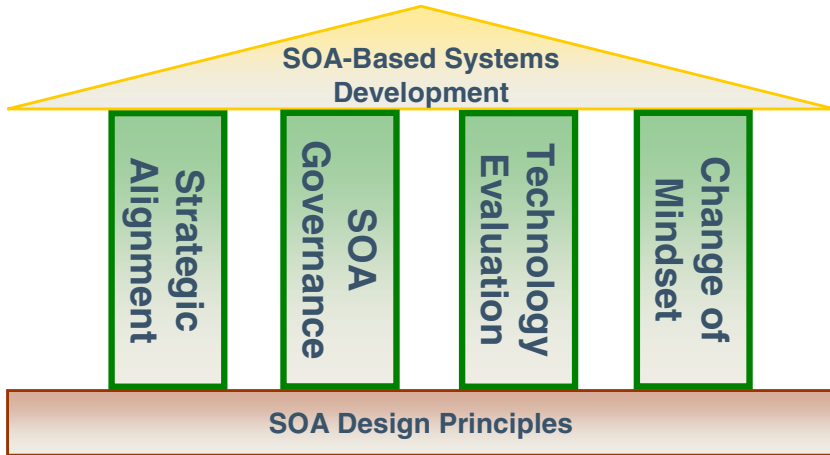 SOA-Based Systems
Development
Strategic
Alignment
SOA
Governance
Technology
Evaluation
Change of
Mindset
SOA Design Principles